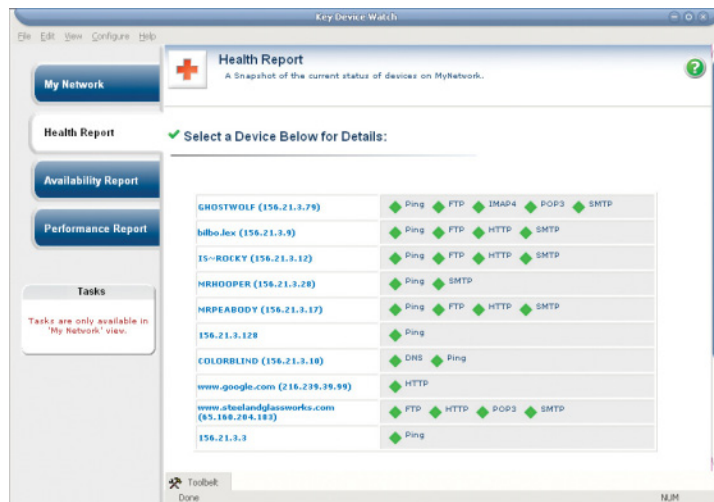 Key Device Watch
File Edit View Configure Help
My Network
Health Report
Availability Report
Performance Report
Tasks
Tasks are only available in
'My Network' view.
Health Report
A Snapshot of the current status of devices on MyNetwork.
?
Select a Device Below for Details:
GHOSTWOLF (156.21.3.79) Ping FTP IMAP4 POP3 SMTP
bilbo.lex (156.21.3.9) Ping FTP HTTP SMTP
IS~ROCKY (156.21.3.12) Ping FTP HTTP SMTP
MRHOOPER (156.21.3.28) Ping SMTP
MRPEABODY (156.21.3.17) Ping FTP HTTP SMTP
156.21.3.128 Ping
COLORBLIND (156.21.3.10) DNS Ping
www.google.com (216.239.39.99) HTTP
www.steelandglassworks.com
(65.160.204.103) FTP HTTP POP3 SMTP
156.21.3.3 Ping
Toolbelt
Done NUM